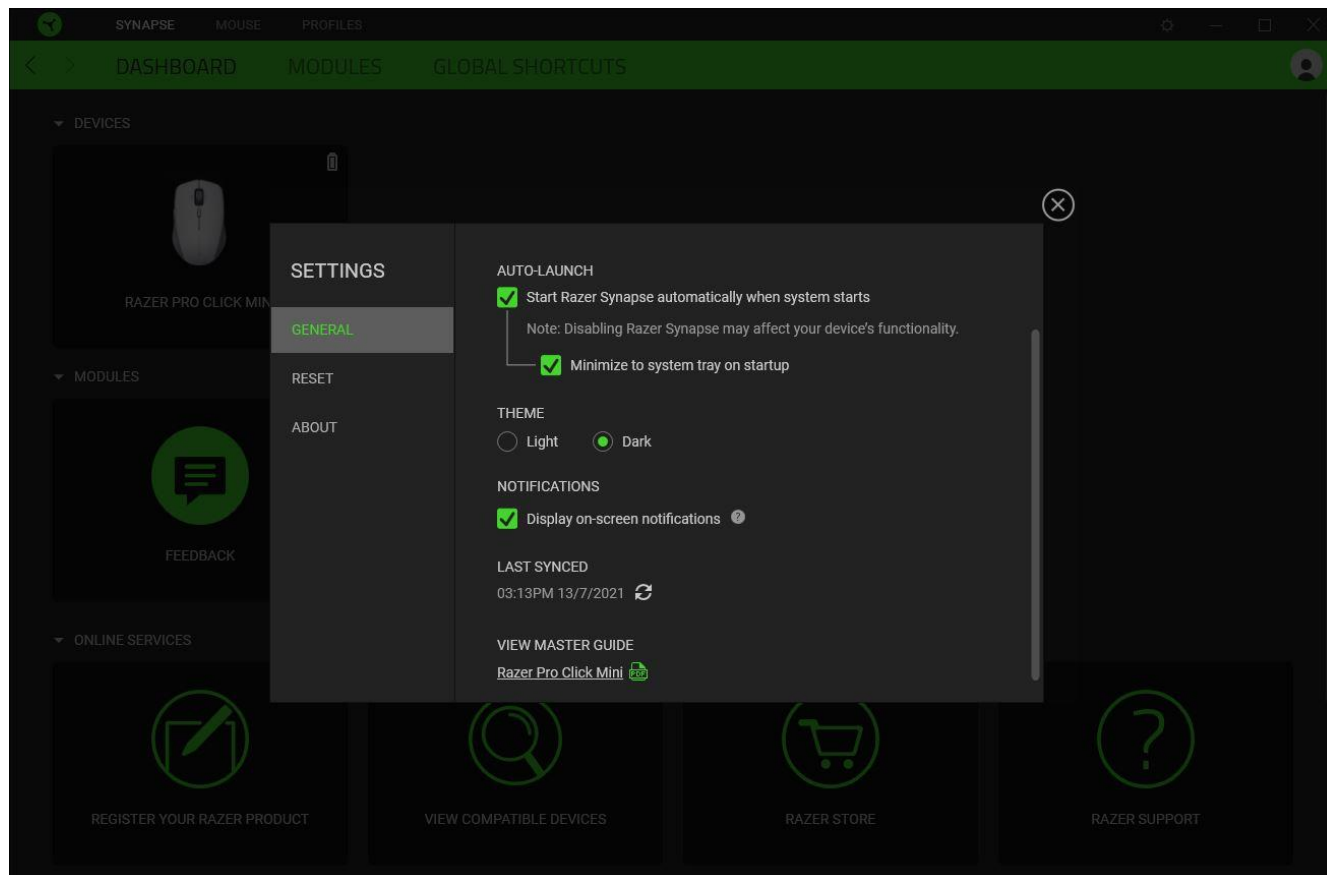 SYNAPSE MOUSE PROFILES
DASHBOARD MODULES GLOBAL SHORTCUTS
DEVICES
RAZER PRO CLICK MIN
MODULES
FEEDBACK
ONLINE SERVICES
REGISTER YOUR RAZER PRODUCT
VIEW COMPATIBLE DEVICES
RAZER STORE
RAZER SUPPORT
SETTINGS
GENERAL
RESET
ABOUT
AUTO-LAUNCH
Start Razer Synapse automatically when system starts
Note: Disabling Razer Synapse may affect your device's functionality.
Minimize to system tray on startup
THEME
Light Dark
NOTIFICATIONS
Display on-screen notifications ?
LAST SYNCED
03:13PM 13/7/2021
VIEW MASTER GUIDE
Razer Pro Click Mini PDF